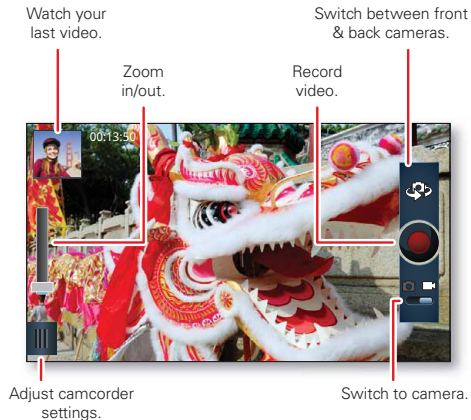 Watch your
last video.
Switch between front
& back cameras.
Zoom
in/out.
Record
video.
00:13:50
Adjust camcorder
settings.
Switch to camera.